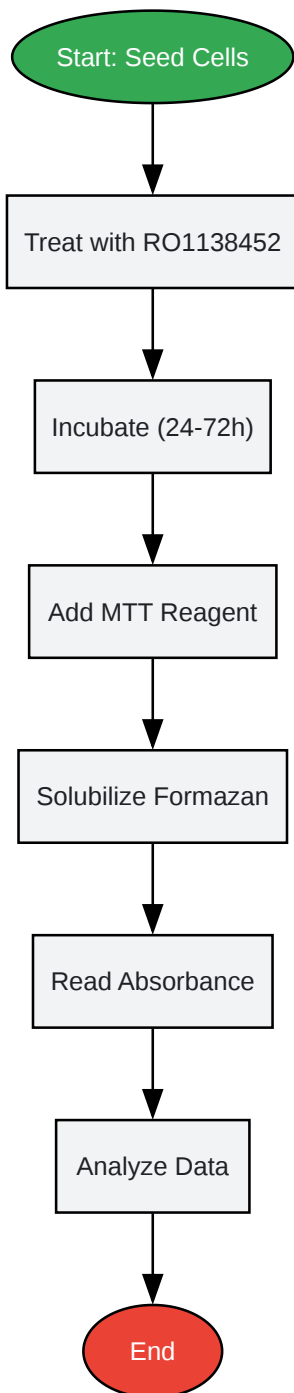 Start: Seed Cells
Treat with RO1138452
Incubate (24-72h)
Add MTT Reagent
Solubilize Formazan
Read Absorbance
Analyze Data
End